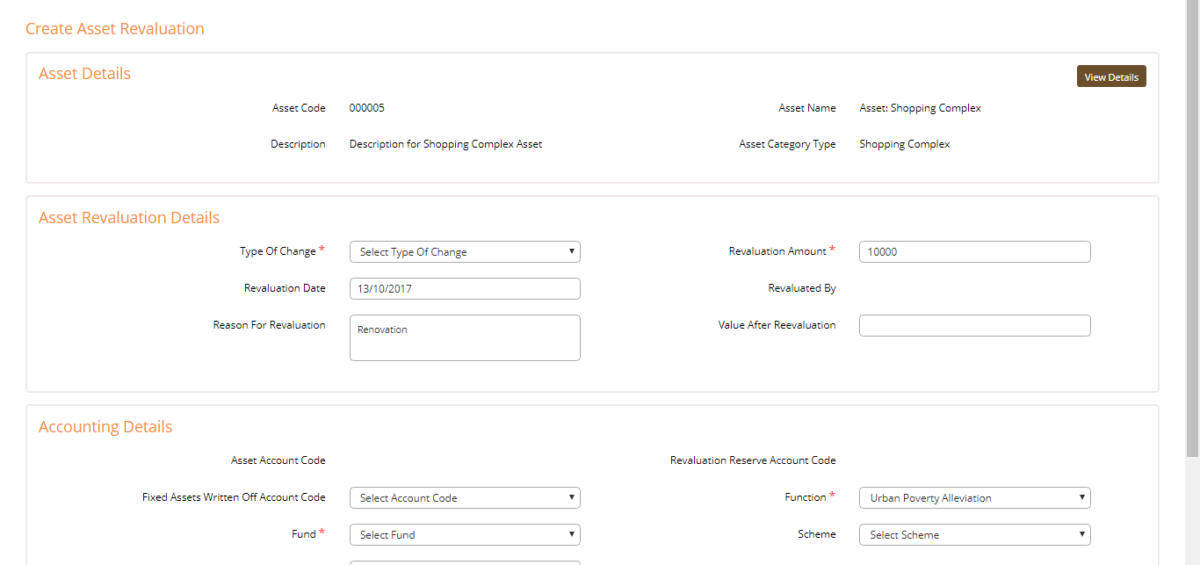 Create Asset Revaluation
Asset Details
View Details
Asset Code 000005 Asset Name Asset: Shopping Complex
Description Description for Shopping Complex Asset Asset Category Type Shopping Complex
Asset Revaluation Details
Type Of Change * Select Type Of Change Revaluation Amount * 10000
Revaluation Date 13/10/2017 Revaluated By
Reason For Revaluation Renovation Value After Reevaluation
Accounting Details
Asset Account Code Revaluation Reserve Account Code
Fixed Assets Written Off Account Code Select Account Code Function * Urban Poverty Alleviation
Fund * Select Fund Scheme Select Scheme